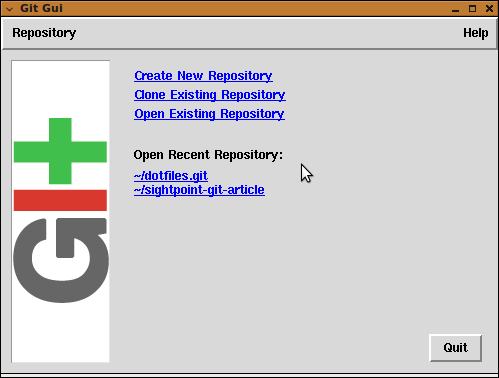 Git Gui
Repository Help
Create New Repository
Clone Existing Repository
Open Existing Repository
Open Recent Repository:
~/dotfiles.git
~/sightpoint-git-article
Git
Quit